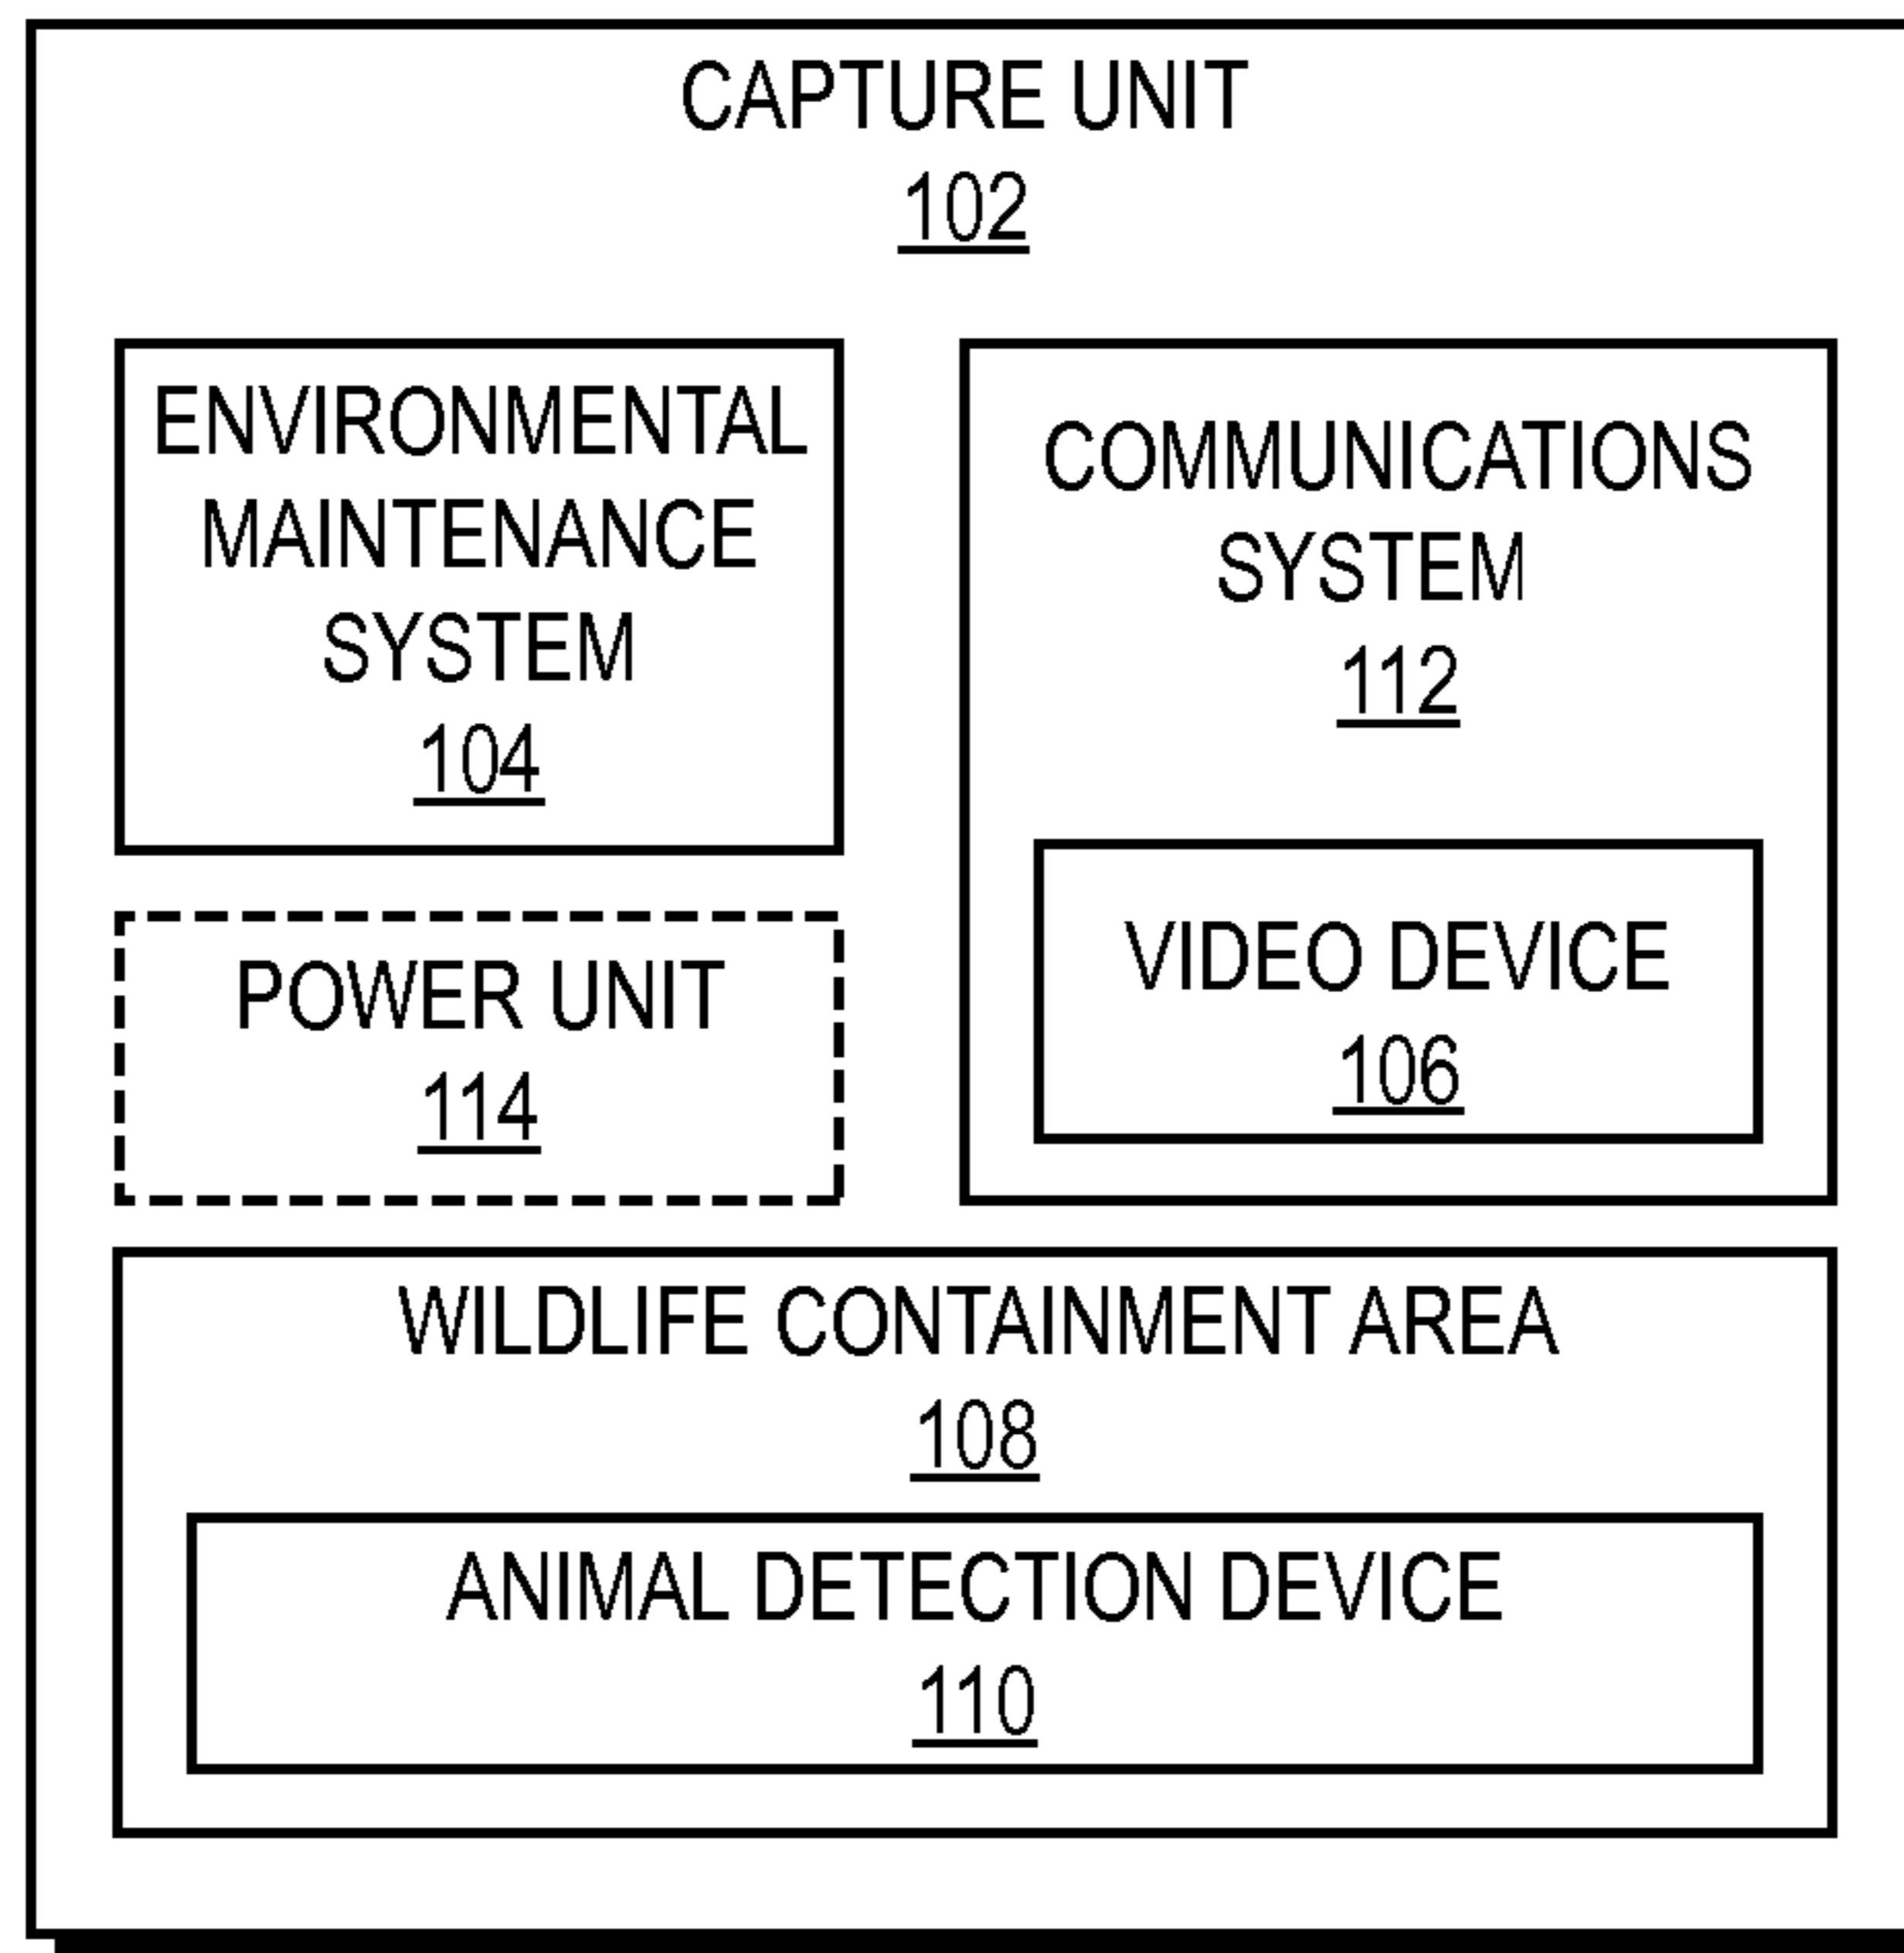 CAPTURE UNIT
102
ENVIRONMENTAL
MAINTENANCE
SYSTEM
104
COMMUNICATIONS
SYSTEM
112
VIDEO DEVICE
106
POWER UNIT
114
WILDLIFE CONTAINMENT AREA
108
ANIMAL DETECTION DEVICE
110